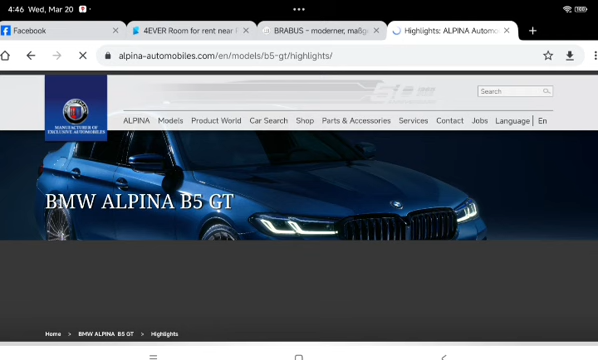 4:46 Wed, Mar 20
Facebook
4EVER Room for rent near
BRABUS – moderner, maßge
Highlights: ALPINA Automo
alpina-automobiles.com/en/models/b5-gt/highlights/
Search
MANUFACTURER OF
EXCLUSIVE AUTOMOBILES
ALPINA Models Product World Car Search Shop Parts & Accessories Services Contact Jobs Language | En
BMW ALPINA B5 GT
Home > BMW ALPINA B5 GT > Highlights